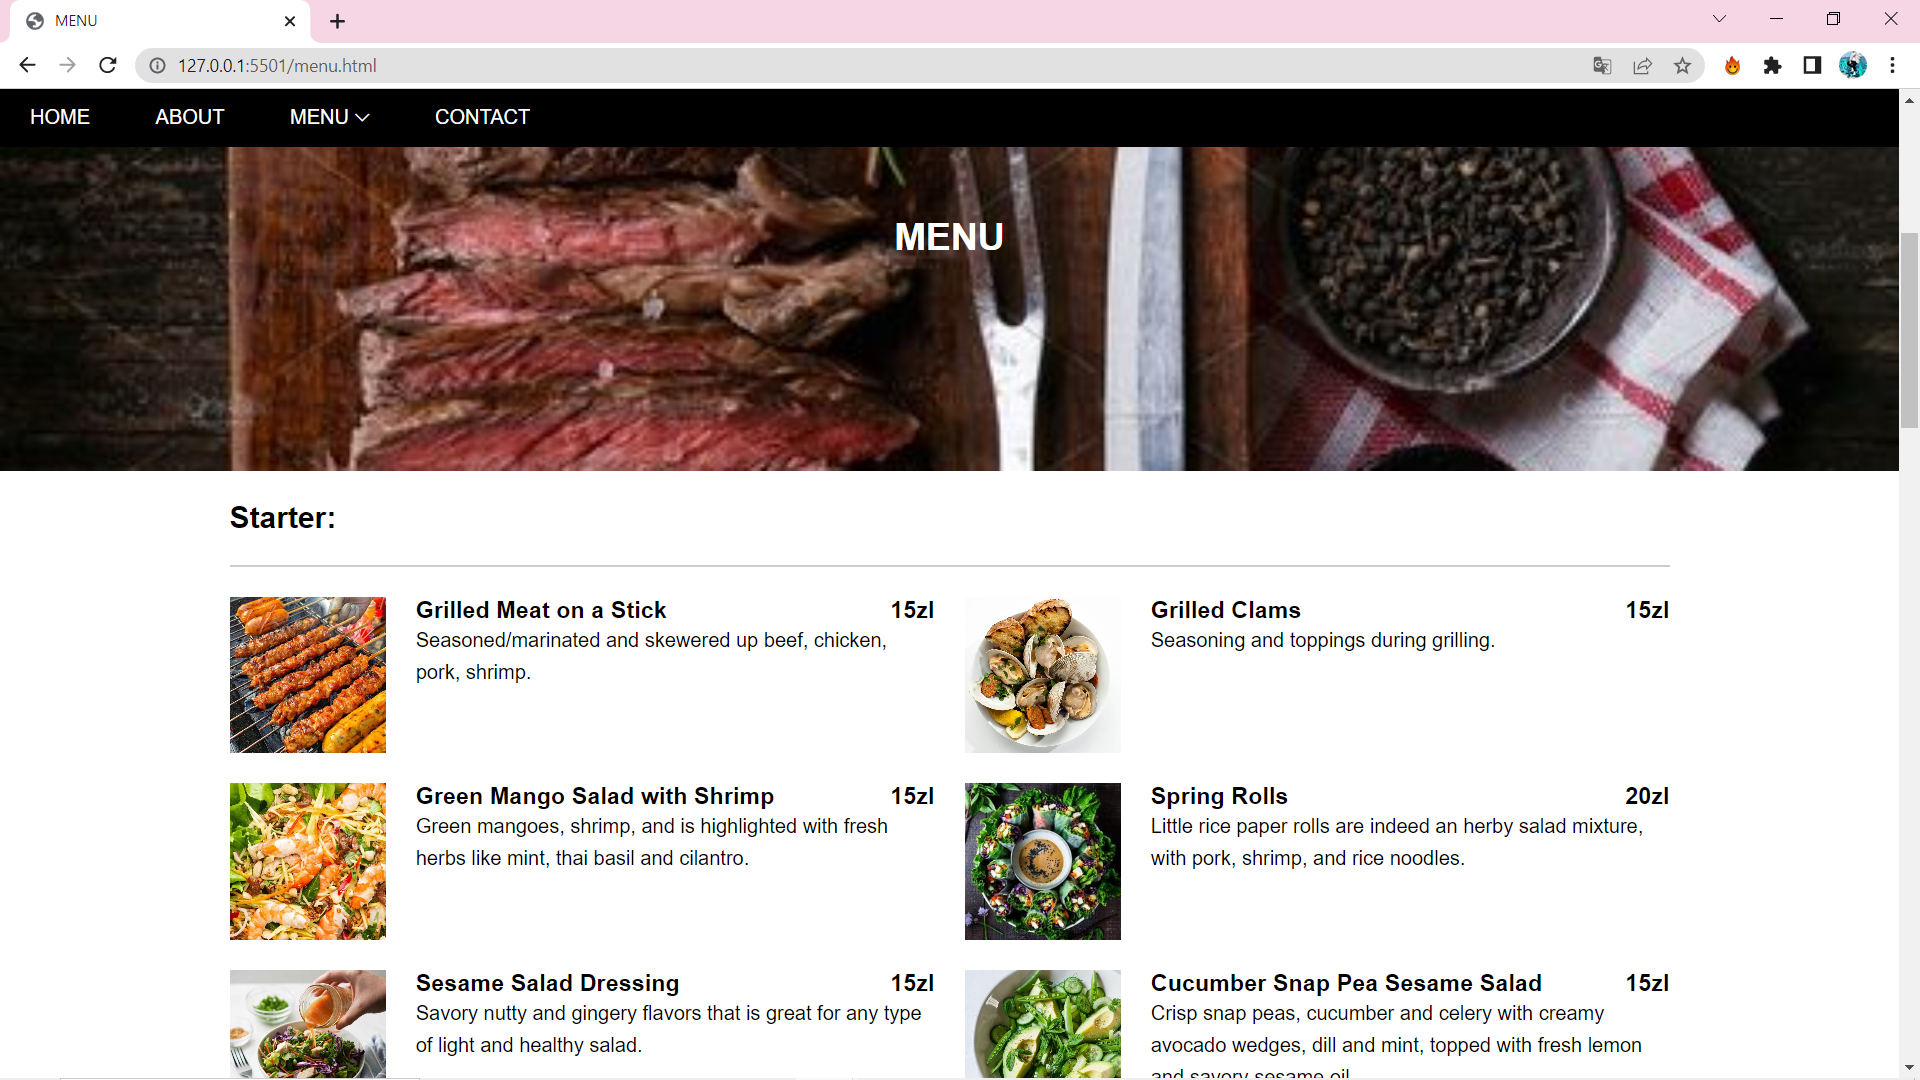 MENU
127.0.0.1:5501/menu.html
HOME ABOUT MENU CONTACT
MENU
Starter:
Grilled Meat on a Stick 15zl
Seasoned/marinated and skewered up beef, chicken,
pork, shrimp.
Grilled Clams 15zl
Seasoning and toppings during grilling.
Green Mango Salad with Shrimp 15zl
Green mangoes, shrimp, and is highlighted with fresh
herbs like mint, thai basil and cilantro.
Spring Rolls 20zl
Little rice paper rolls are indeed an herby salad mixture,
with pork, shrimp, and rice noodles.
Sesame Salad Dressing 15zl
Savory nutty and gingery flavors that is great for any type
of light and healthy salad.
Cucumber Snap Pea Sesame Salad 15zl
Crisp snap peas, cucumber and celery with creamy
avocado wedges, dill and mint, topped with fresh lemon
and savory sesame oil